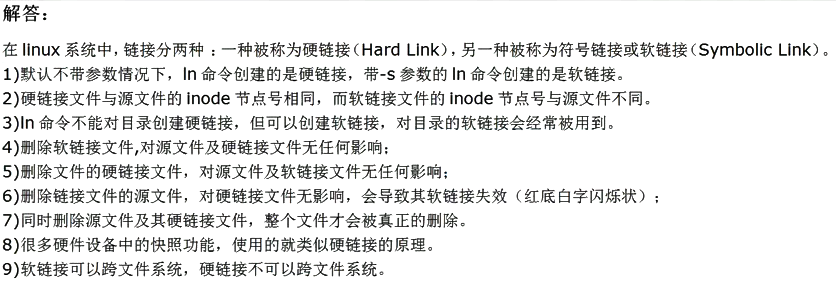 解答：
在 linux 系统中，链接分两种：一种被称为硬链接（Hard Link），另一种被称为符号链接或软链接（Symbolic Link）。
1)默认不带参数情况下，ln 命令创建的是硬链接，带-s 参数的 ln 命令创建的是软链接。
2)硬链接文件与源文件的 inode 节点号相同，而软链接文件的 inode 节点号与源文件不同。
3)ln 命令不能对目录创建硬链接，但可以创建软链接，对目录的软链接会经常被用到。
4)删除软链接文件,对源文件及硬链接文件无任何影响；
5)删除文件的硬链接文件，对源文件及软链接文件无任何影响；
6)删除链接文件的源文件，对硬链接文件无影响，会导致其软链接失效（红底白字闪烁状）；
7)同时删除源文件及其硬链接文件，整个文件才会被真正的删除。
8)很多硬件设备中的快照功能，使用的就类似硬链接的原理。
9)软链接可以跨文件系统，硬链接不可以跨文件系统。